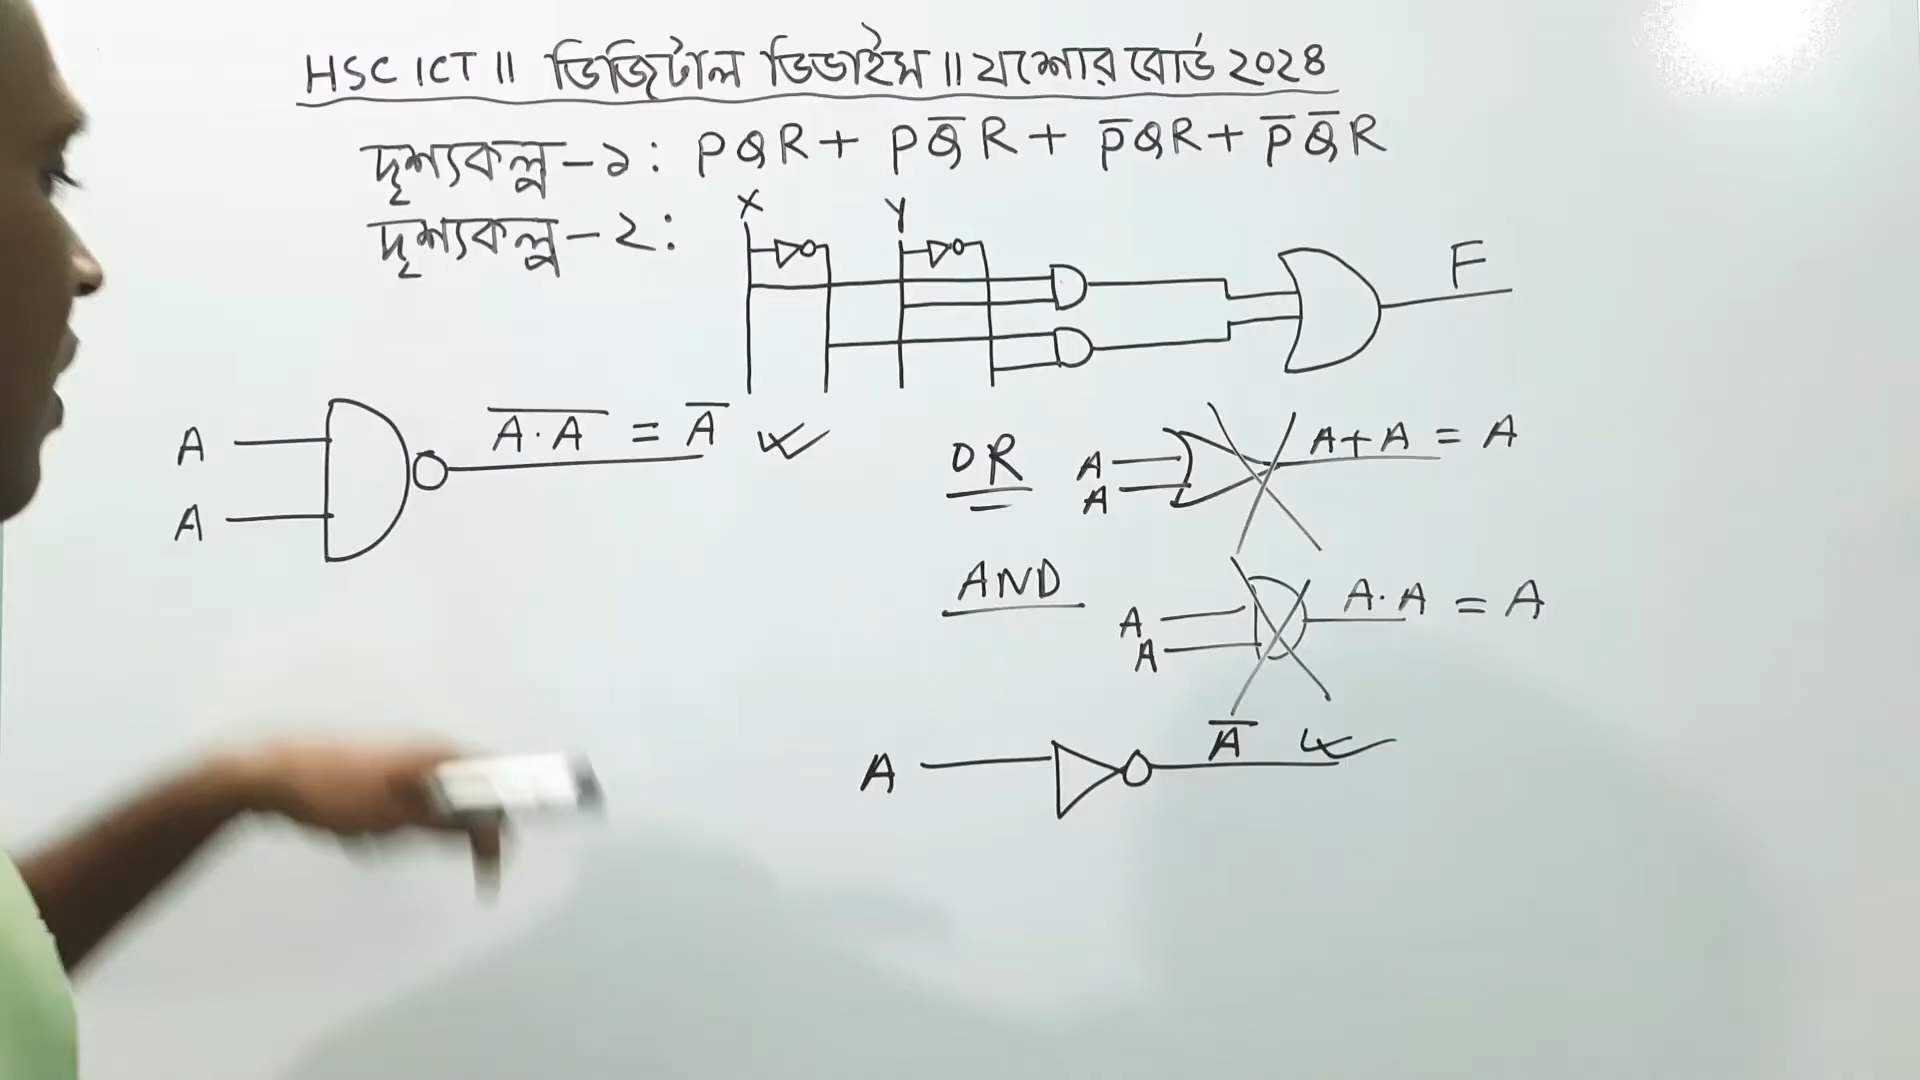 HSC ICT || ডিজিটাল ডিভাইস || যশোর বোর্ড ২০২৪
দৃশ্যকল্প-১: PQR + PQ̅R + P̅QR + P̅Q̅R
দৃশ্যকল্প-২:
X Y
F
A
A
A̅·̅A̅ = A̅
OR
A
A
A+A = A
AND
A
A
A·A = A
A
A̅